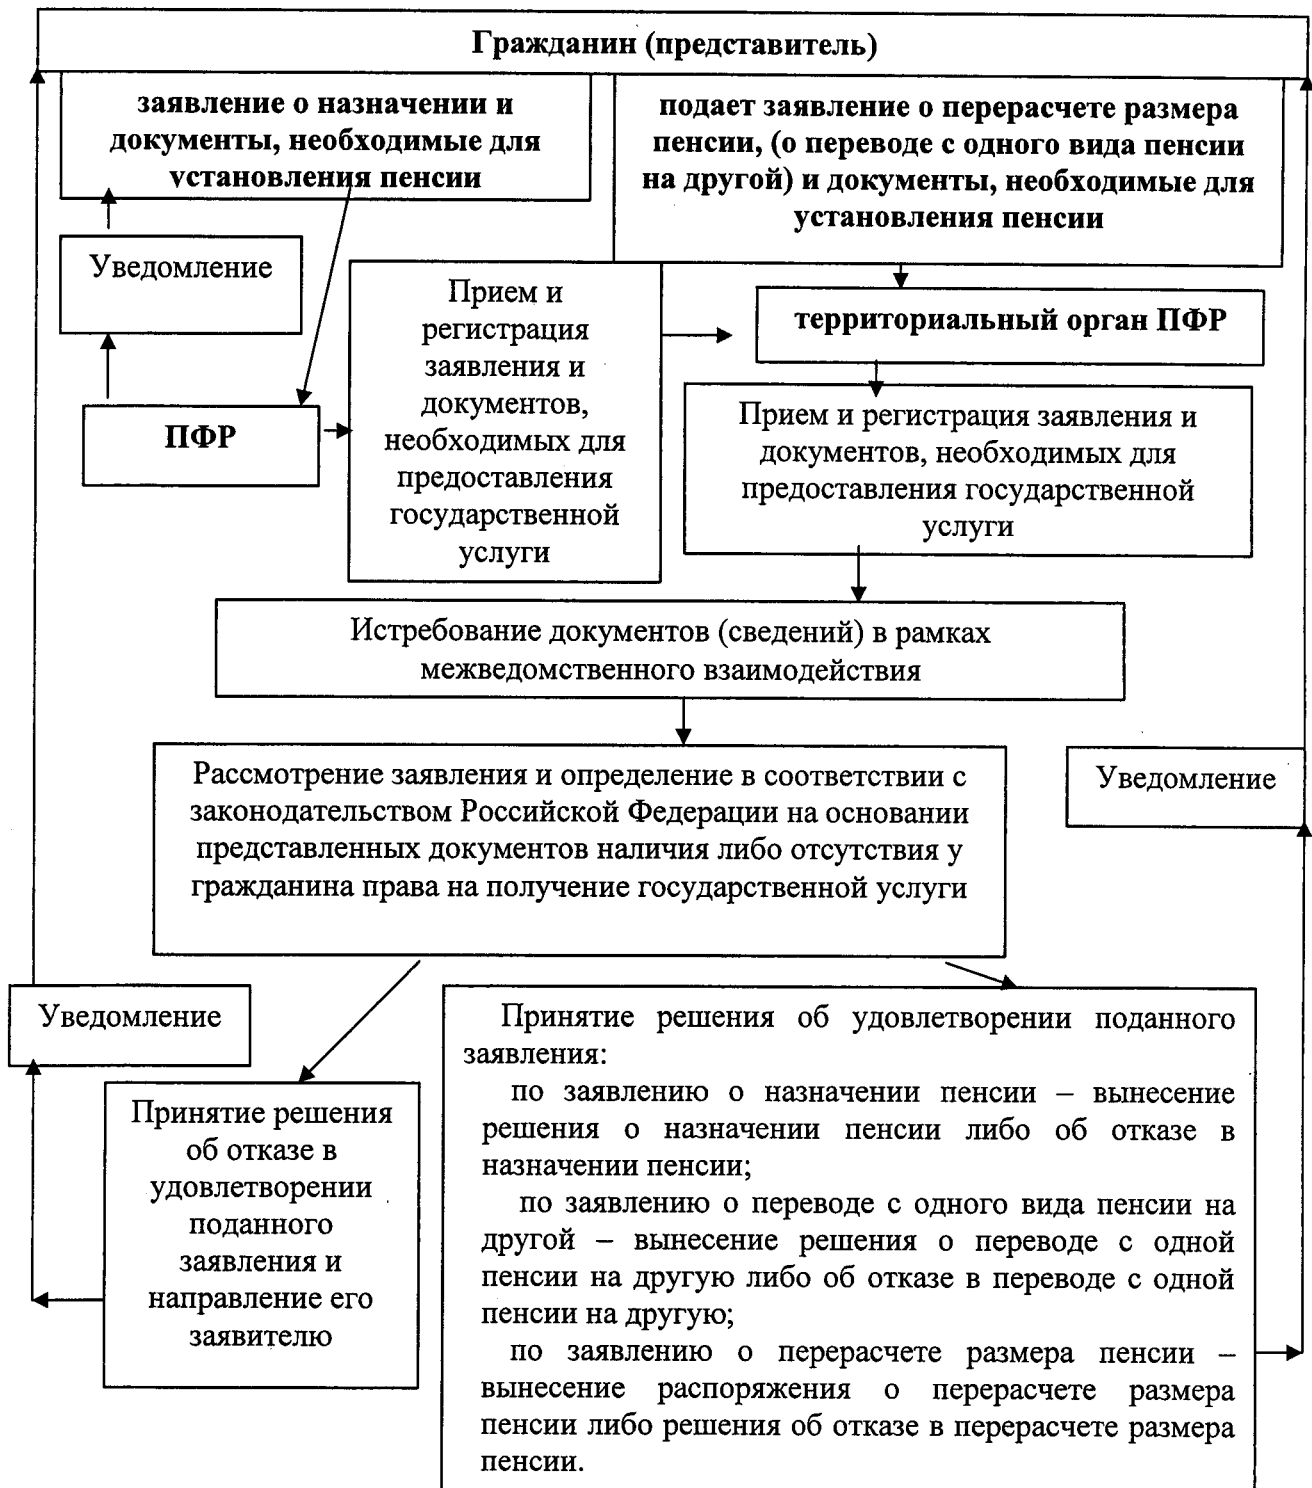 Гражданин (представитель)
заявление о назначении и
документы, необходимые для
установления пенсии
подает заявление о перерасчете размера
пенсии, (о переводе с одного вида пенсии
на другой) и документы, необходимые для
установления пенсии
Уведомление
Прием и
регистрация
заявления и
документов,
необходимых для
предоставления
государственной
услуги
территориальный орган ПФР
ПФР
Прием и регистрация заявления и
документов, необходимых для
предоставления государственной
услуги
Истребование документов (сведений) в рамках
межведомственного взаимодействия
Рассмотрение заявления и определение в соответствии с
законодательством Российской Федерации на основании
представленных документов наличия либо отсутствия у
гражданина права на получение государственной услуги
Уведомление
Уведомление
Принятие решения
об отказе в
удовлетворении
поданного
заявления и
направление его
заявителю
Принятие решения об удовлетворении поданного
заявления:
по заявлению о назначении пенсии – вынесение
решения о назначении пенсии либо об отказе в
назначении пенсии;
по заявлению о переводе с одного вида пенсии на
другой – вынесение решения о переводе с одной
пенсии на другую либо об отказе в переводе с одной
пенсии на другую;
по заявлению о перерасчете размера пенсии –
вынесение распоряжения о перерасчете размера
пенсии либо решения об отказе в перерасчете размера
пенсии.